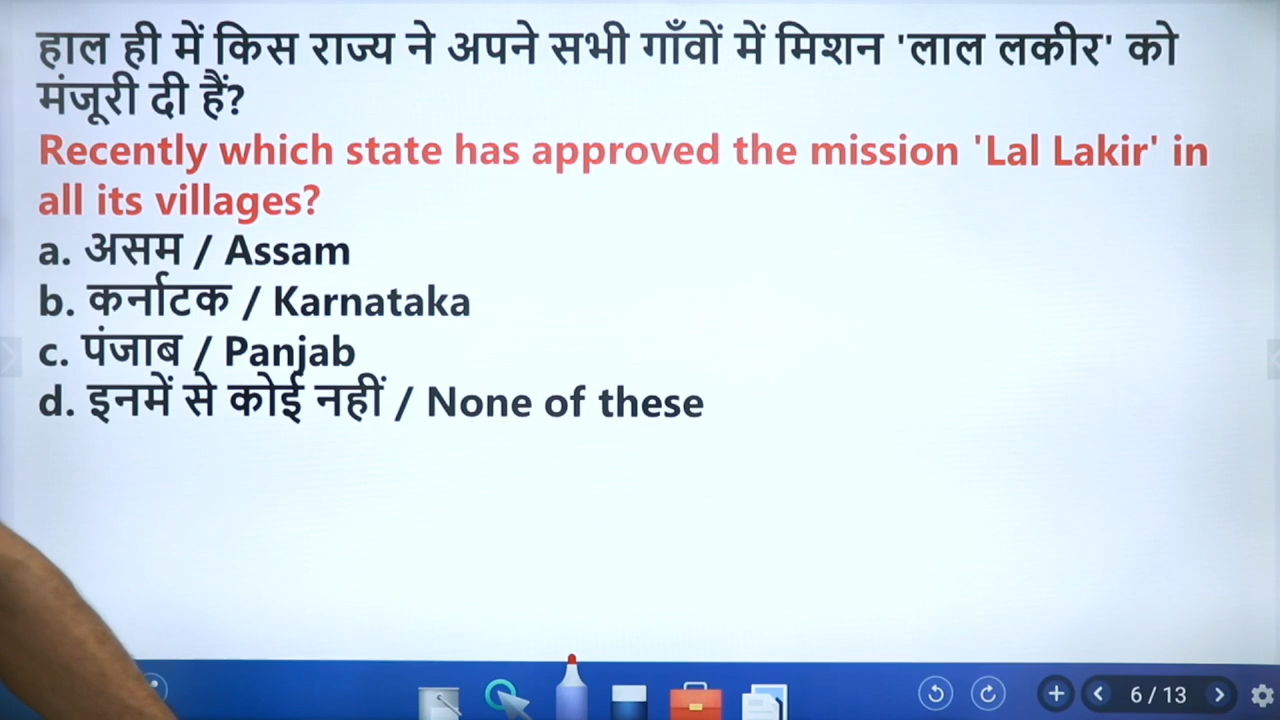 हाल ही में किस राज्य ने अपने सभी गाँवों में मिशन 'लाल लकीर' को
मंजूरी दी हैं?
Recently which state has approved the mission 'Lal Lakir' in
all its villages?
a. असम / Assam
b. कर्नाटक / Karnataka
c. पंजाब / Panjab
d. इनमें से कोई नहीं / None of these
6 / 13